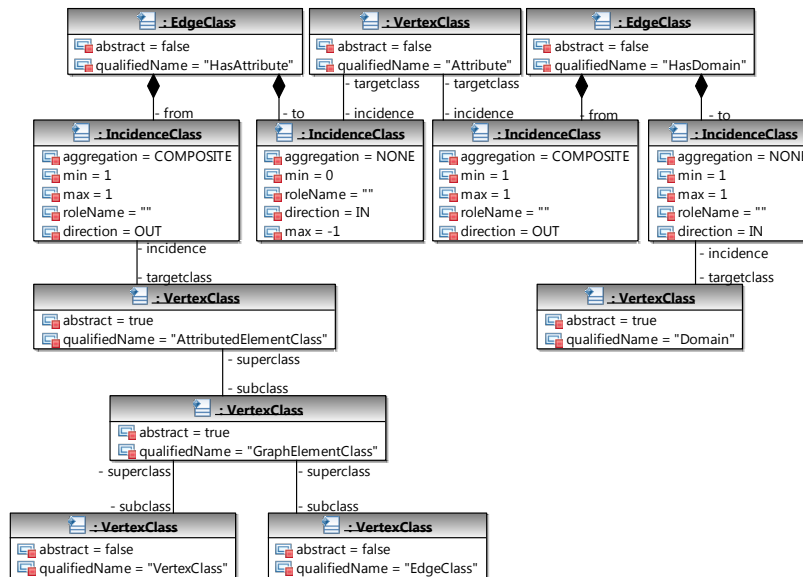 : EdgeClass
abstract = false
qualifiedName = "HasAttribute"
: VertexClass
abstract = false
qualifiedName = "Attribute"
: EdgeClass
abstract = false
qualifiedName = "HasDomain"
- from
- to
- targetclass
- incidence
- targetclass
- incidence
- from
- to
: IncidenceClass
aggregation = COMPOSITE
min = 1
max = 1
roleName = ""
direction = OUT
: IncidenceClass
aggregation = NONE
min = 0
roleName = ""
direction = IN
max = -1
: IncidenceClass
aggregation = COMPOSITE
min = 1
max = 1
roleName = ""
direction = OUT
: IncidenceClass
aggregation = NONE
min = 1
max = 1
roleName = ""
direction = IN
- incidence
- targetclass
- incidence
- targetclass
: VertexClass
abstract = true
qualifiedName = "AttributedElementClass"
: VertexClass
abstract = true
qualifiedName = "Domain"
- superclass
- subclass
: VertexClass
abstract = true
qualifiedName = "GraphElementClass"
- superclass
- subclass
- superclass
- subclass
: VertexClass
abstract = false
qualifiedName = "VertexClass"
: VertexClass
abstract = false
qualifiedName = "EdgeClass"